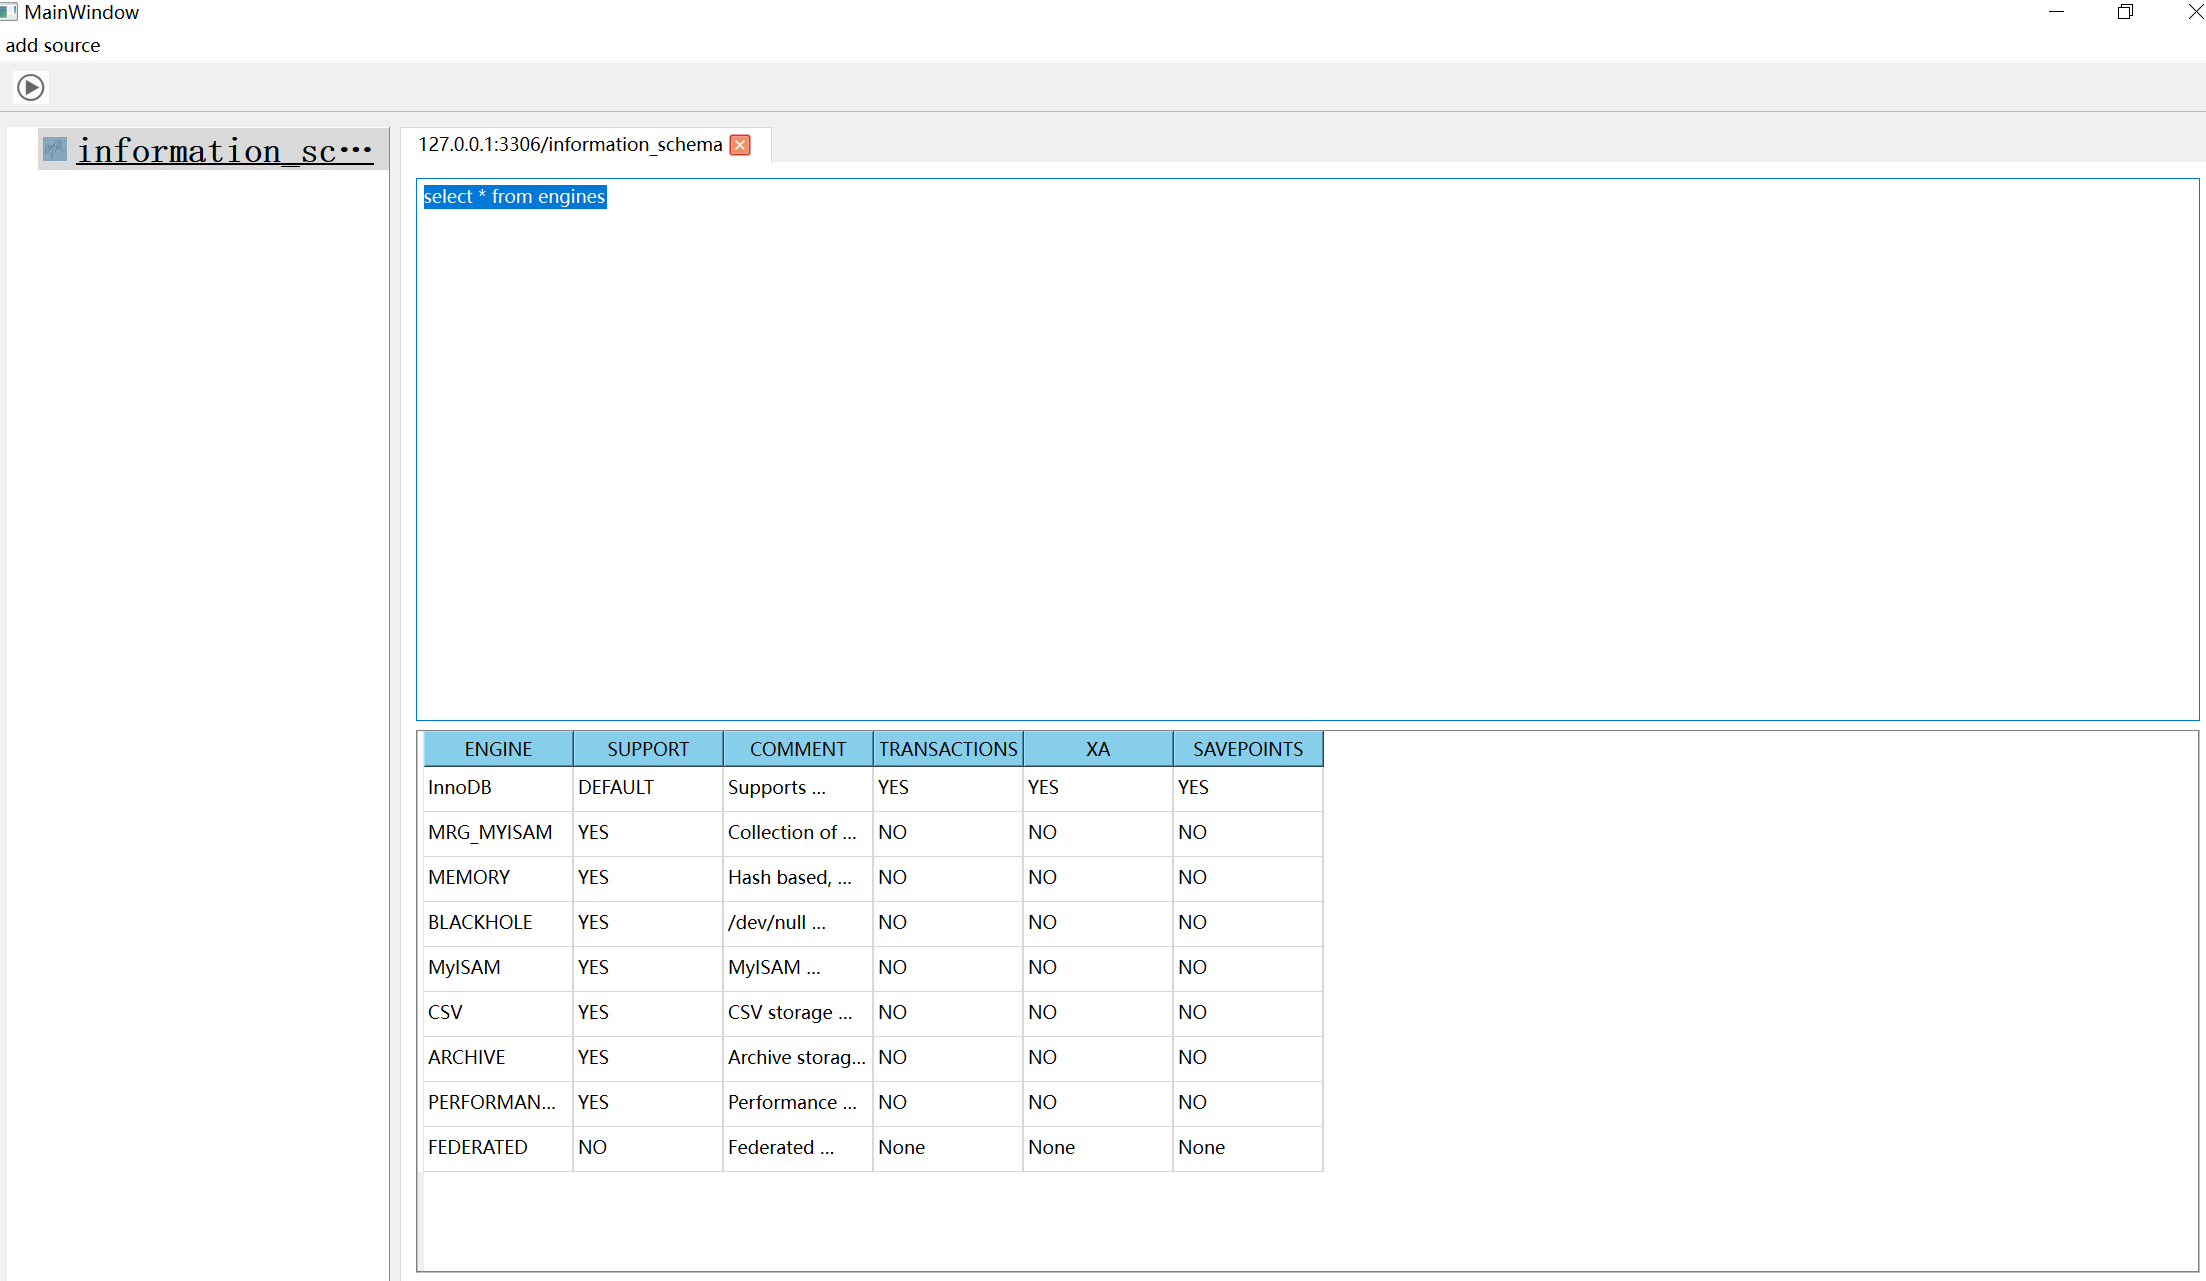 MainWindow
add source
information_sc…
127.0.0.1:3306/information_schema
select * from engines
ENGINE SUPPORT COMMENT TRANSACTIONS XA SAVEPOINTS
InnoDB DEFAULT Supports ... YES YES YES
MRG_MYISAM YES Collection of ... NO NO NO
MEMORY YES Hash based, ... NO NO NO
BLACKHOLE YES /dev/null ... NO NO NO
MyISAM YES MyISAM ... NO NO NO
CSV YES CSV storage ... NO NO NO
ARCHIVE YES Archive storag... NO NO NO
PERFORMAN... YES Performance ... NO NO NO
FEDERATED NO Federated ... None None None